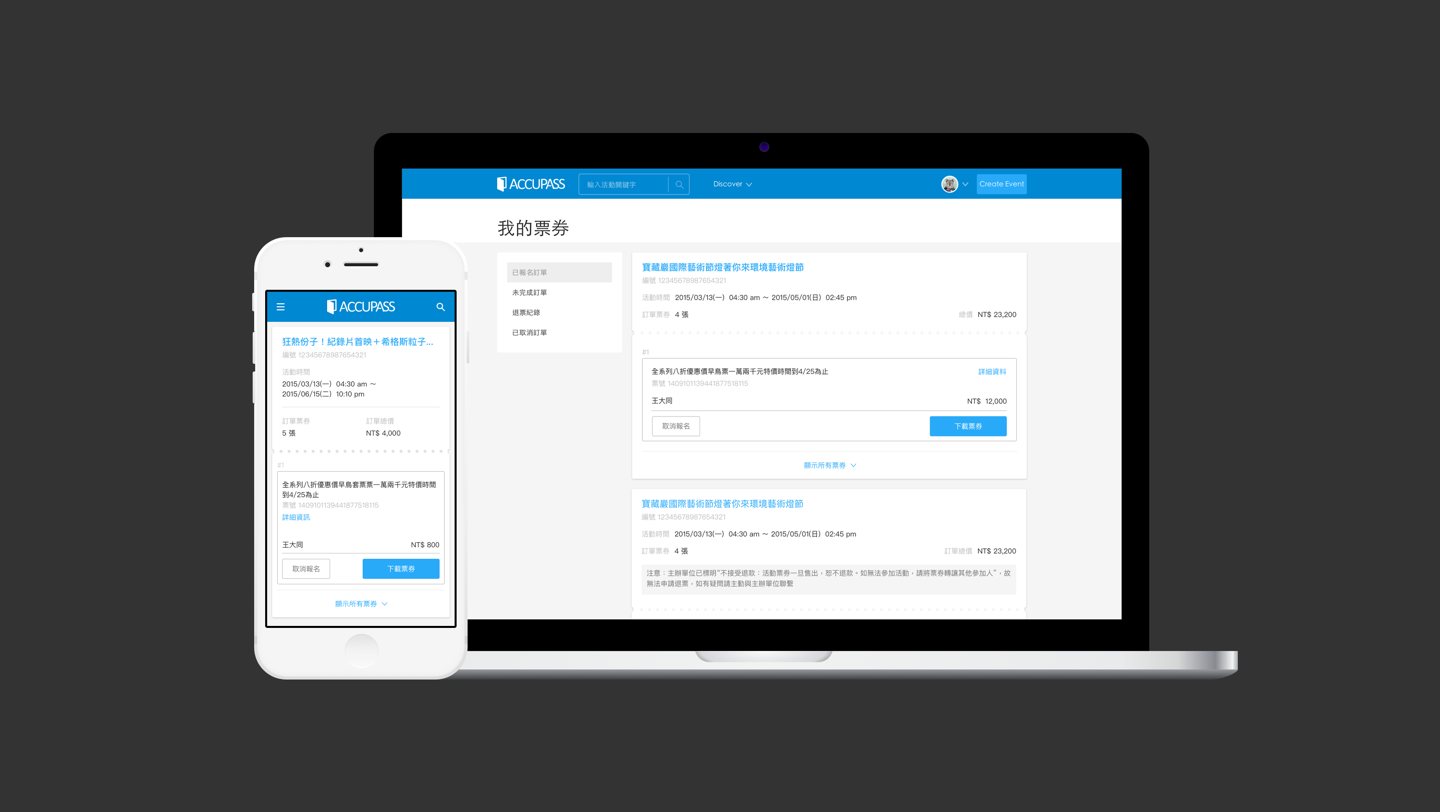 ACCUPASS
輸入活動關鍵字
Discover
Create Event
我的票券
已報名訂單
未完成訂單
退票紀錄
已取消訂單
寶藏巖國際藝術節燈著你來環境藝術燈節
編號 12345678987654321
活動時間 2015/03/13(一) 04:30 am ～ 2015/05/01(日) 02:45 pm
訂單票券 4 張
總價 NT$ 23,200
#1
全系列八折優惠價早鳥票一萬兩千元特價時間到4/25為止
詳細資料
票號 1409101139441877518115
王大同
NT$ 12,000
取消報名
下載票券
顯示所有票券
寶藏巖國際藝術節燈著你來環境藝術燈節
編號 12345678987654321
活動時間 2015/03/13(一) 04:30 am ～ 2015/05/01(日) 02:45 pm
訂單票券 4 張
訂單總價 NT$ 23,200
注意：主辦單位已標明"不接受退款：活動票券一旦售出，恕不退款、如無法參加活動，請將票券轉讓其他參加人"，故
無法申請退票，如有疑問請主動與主辦單位聯繫
ACCUPASS
狂熱份子！紀錄片首映＋希格斯粒子...
編號 12345678987654321
活動時間
2015/03/13(一) 04:30 am ～
2015/06/15(二) 10:10 pm
訂單票券
訂單總價
5 張
NT$ 4,000
#1
全系列八折優惠價早鳥套票票一萬兩千元特價時間
到4/25為止
票號 1409101139441877518115
詳細資訊
王大同
NT$ 800
取消報名
下載票券
顯示所有票券